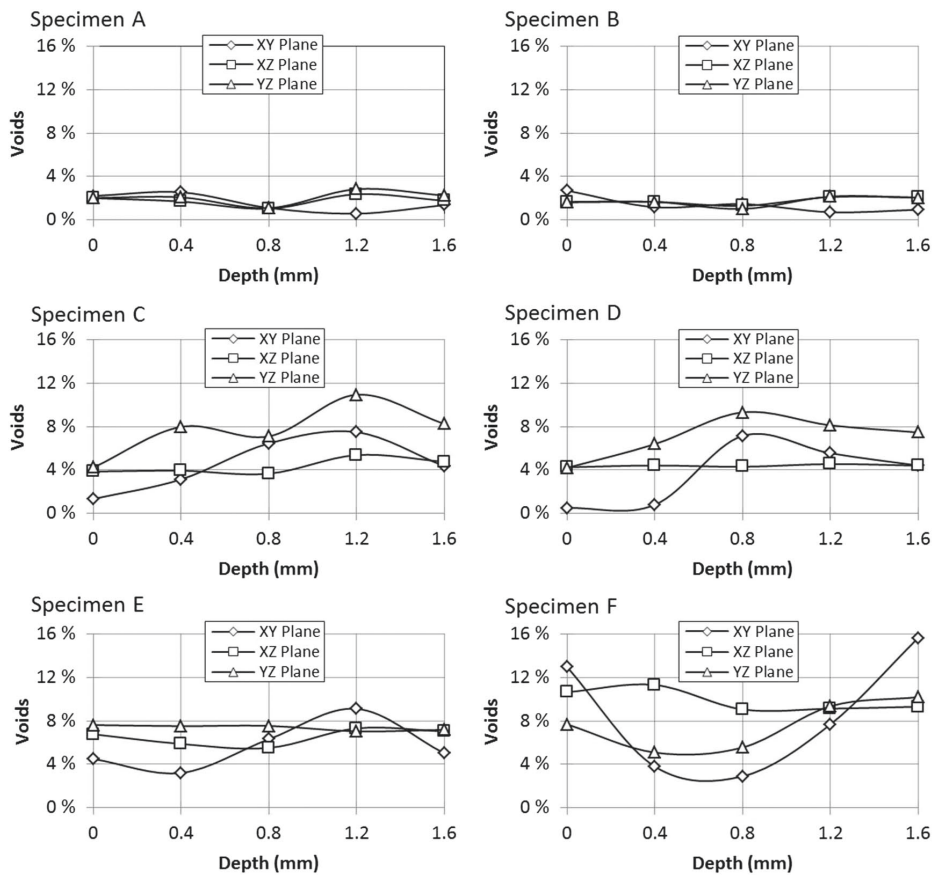 Specimen A
16 %
12 %
8 %
4 %
0 %
Voids
XY Plane
XZ Plane
YZ Plane
0 0.4 0.8 1.2 1.6
Depth (mm)
Specimen B
16 %
12 %
8 %
4 %
0 %
Voids
XY Plane
XZ Plane
YZ Plane
0 0.4 0.8 1.2 1.6
Depth (mm)
Specimen C
16 %
12 %
8 %
4 %
0 %
Voids
XY Plane
XZ Plane
YZ Plane
0 0.4 0.8 1.2 1.6
Depth (mm)
Specimen D
16 %
12 %
8 %
4 %
0 %
Voids
XY Plane
XZ Plane
YZ Plane
0 0.4 0.8 1.2 1.6
Depth (mm)
Specimen E
16 %
12 %
8 %
4 %
0 %
Voids
XY Plane
XZ Plane
YZ Plane
0 0.4 0.8 1.2 1.6
Depth (mm)
Specimen F
16 %
12 %
8 %
4 %
0 %
Voids
XY Plane
XZ Plane
YZ Plane
0 0.4 0.8 1.2 1.6
Depth (mm)